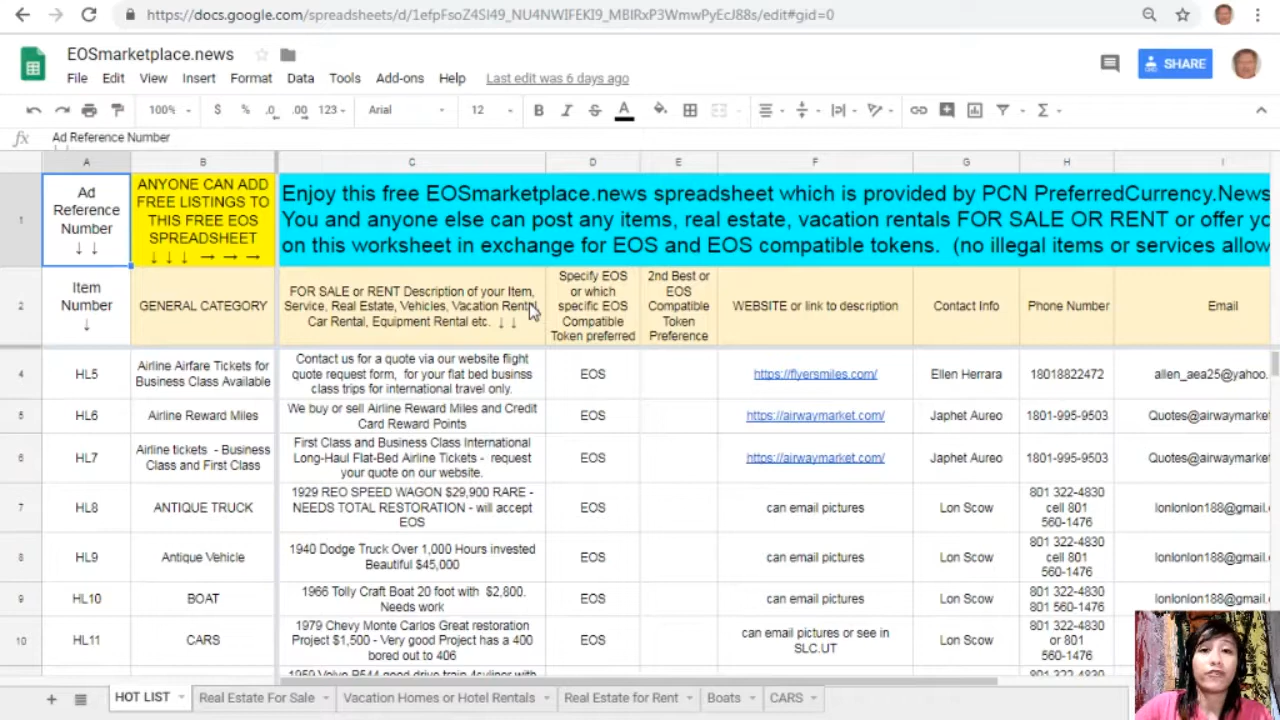 https://docs.google.com/spreadsheets/d/1efpFsoZ4Sl49_NU4NWIFEKI9_MBlRxP3WmwPyEcJ88s/edit#gid=0
EOSmarketplace.news
File Edit View Insert Format Data Tools Add-ons Help Last edit was 6 days ago
SHARE
100% $ % .0 .00 123 Arial 12 B I S A
fx Ad Reference Number
A B C D E F G H I
1
Ad
Reference
Number
↓ ↓
ANYONE CAN ADD
FREE LISTINGS TO
THIS FREE EOS
SPREADSHEET
↓ ↓ ↓ → → →
Enjoy this free EOSmarketplace.news spreadsheet which is provided by PCN PreferredCurrency.News
You and anyone else can post any items, real estate, vacation rentals FOR SALE OR RENT or offer yo
on this worksheet in exchange for EOS and EOS compatible tokens. (no illegal items or services allow
2
Item
Number
↓
GENERAL CATEGORY
FOR SALE or RENT Description of your Item,
Service, Real Estate, Vehicles, Vacation Rental,
Car Rental, Equipment Rental etc. ↓ ↓
Specify EOS
or which
specific EOS
Compatible
Token preferred
2nd Best or
EOS
Compatible
Token
Preference
WEBSITE or link to description
Contact Info
Phone Number
Email
4
HL5
Airline Airfare Tickets for
Business Class Available
Contact us for a quote via our website flight
quote request form, for your flat bed businss
class trips for international travel only.
EOS
https://flyersmiles.com/
Ellen Herrara
18018822472
allen_aea25@yahoo.
5
HL6
Airline Reward Miles
We buy or sell Airline Reward Miles and Credit
Card Reward Points
EOS
https://airwaymarket.com/
Japhet Aureo
1801-995-9503
Quotes@airwaymarket
6
HL7
Airline tickets - Business
Class and First Class
First Class and Business Class International
Long-Haul Flat-Bed Airline Tickets - request
your quote on our website.
EOS
https://airwaymarket.com/
Japhet Aureo
1801-995-9503
Quotes@airwaymarket
7
HL8
ANTIQUE TRUCK
1929 REO SPEED WAGON $29,900 RARE -
NEEDS TOTAL RESTORATION - will accept
EOS
EOS
can email pictures
Lon Scow
801 322-4830
cell 801
560-1476
lonlonlon188@gmail.
8
HL9
Antique Vehicle
1940 Dodge Truck Over 1,000 Hours invested
Beautiful $45,000
EOS
can email pictures
Lon Scow
801 322-4830
cell 801
560-1476
lonlonlon188@gmail.
9
HL10
BOAT
1966 Tolly Craft Boat 20 foot with $2,800.
Needs work
EOS
can email pictures
Lon Scow
801 322-4830
801 560-1476
lonlonlon188@gmail.
10
HL11
CARS
1979 Chevy Monte Carlos Great restoration
Project $1,500 - Very good Project has a 400
bored out to 406
EOS
can email pictures or see in
SLC.UT
Lon Scow
801 322-4830
or 801
560-1476
HOT LIST Real Estate For Sale Vacation Homes or Hotel Rentals Real Estate for Rent Boats CARS